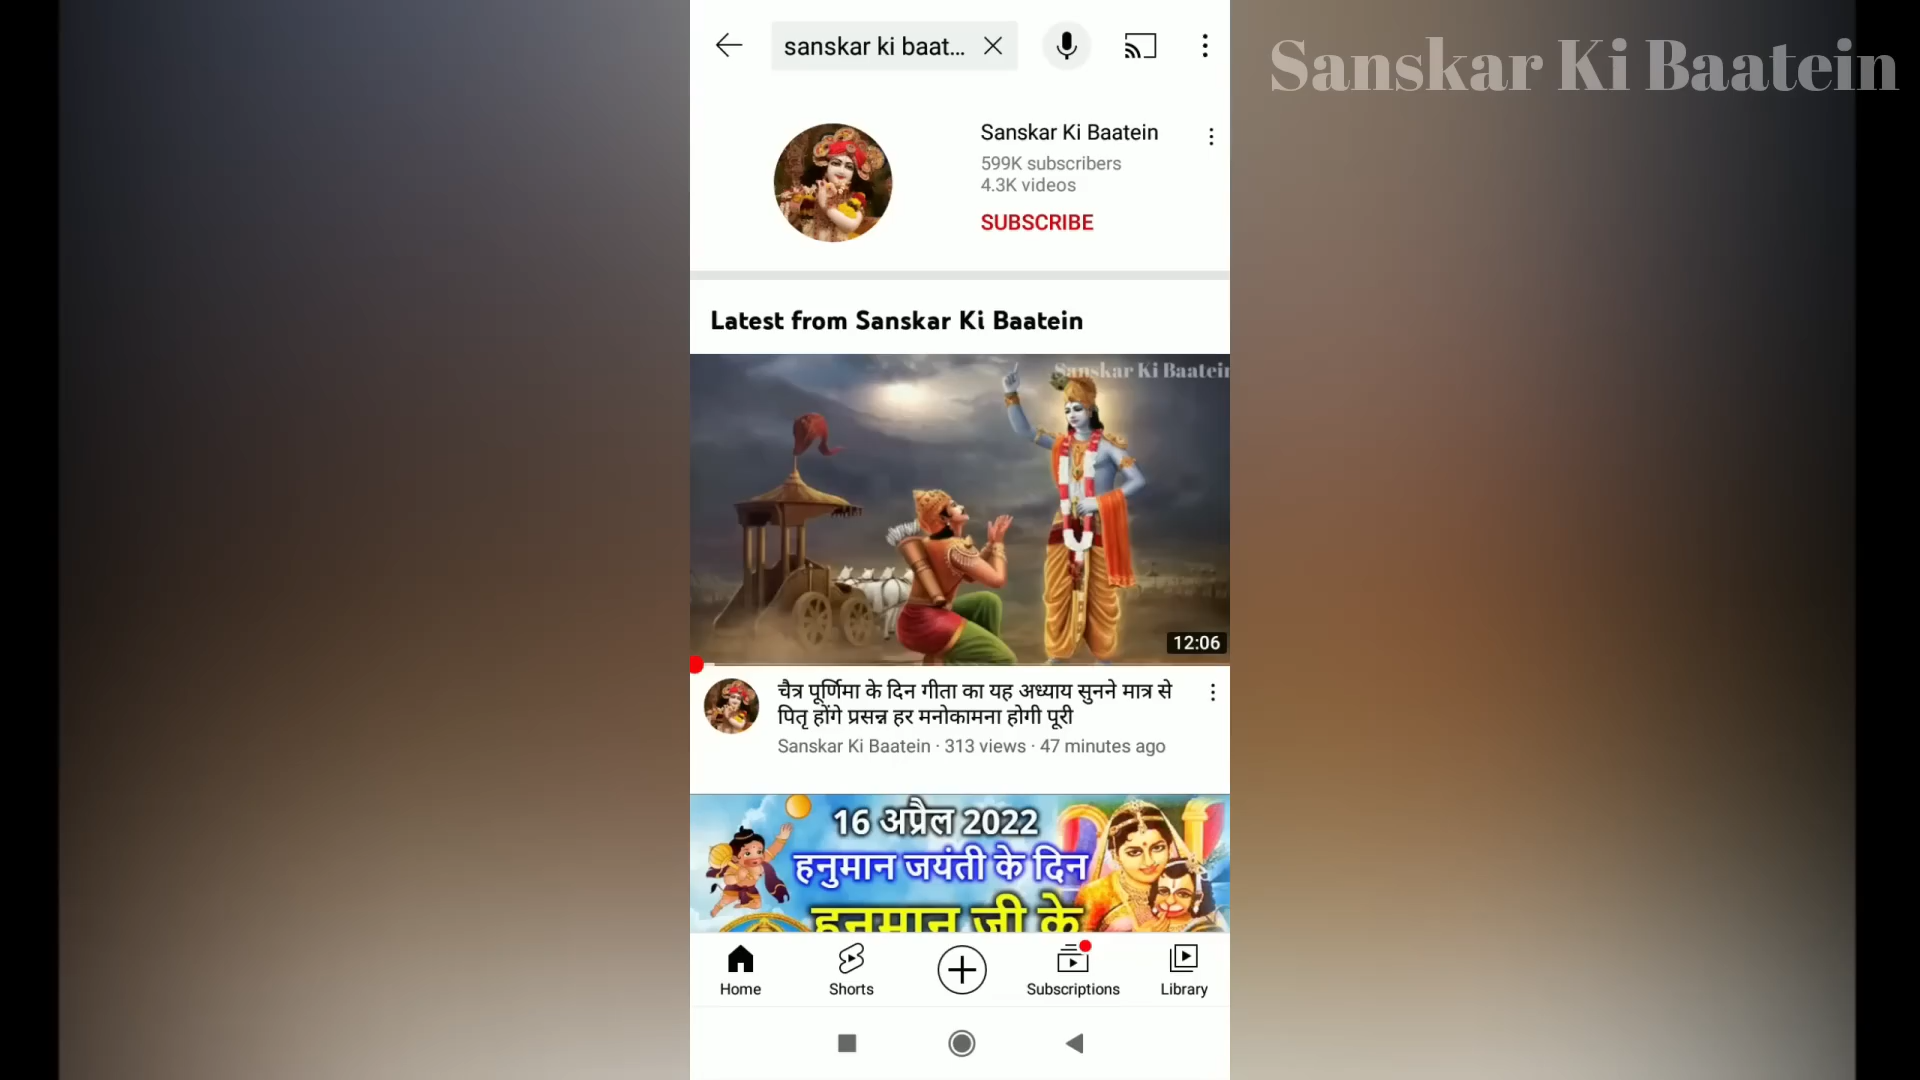 sanskar ki baat...
Sanskar Ki Baatein
Sanskar Ki Baatein
599K subscribers
4.3K videos
SUBSCRIBE
Latest from Sanskar Ki Baatein
Sanskar Ki Baatein
12:06
चैत्र पूर्णिमा के दिन गीता का यह अध्याय सुनने मात्र से
पितृ होंगे प्रसन्न हर मनोकामना होगी पूरी
Sanskar Ki Baatein · 313 views · 47 minutes ago
16 अप्रैल 2022
हनुमान जयंती के दिन
हनुमान जी के
Home
Shorts
Subscriptions
Library